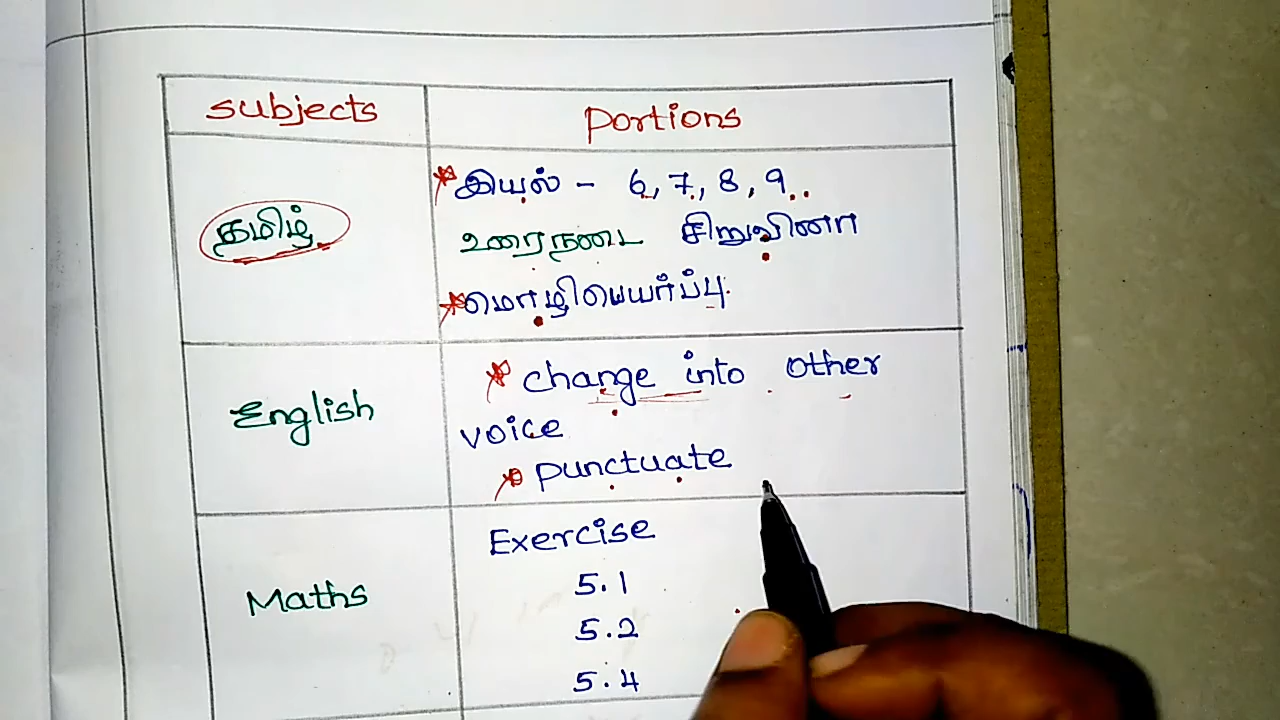 Subjects
Portions
தமிழ்
இயல் - 6, 7, 8, 9
உரைநடை சிறுவினா
மொழிபெயர்ப்பு
English
change into other
voice
punctuate
Maths
Exercise
5.1
5.2
5.4